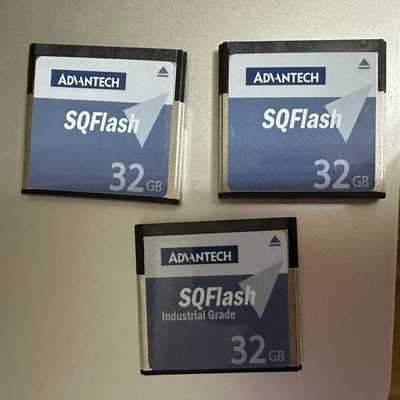 ADVANTECH
SQFlash
32 GB
ADVANTECH
SQFlash
32 GB
ADVANTECH
SQFlash
Industrial Grade
32 GB